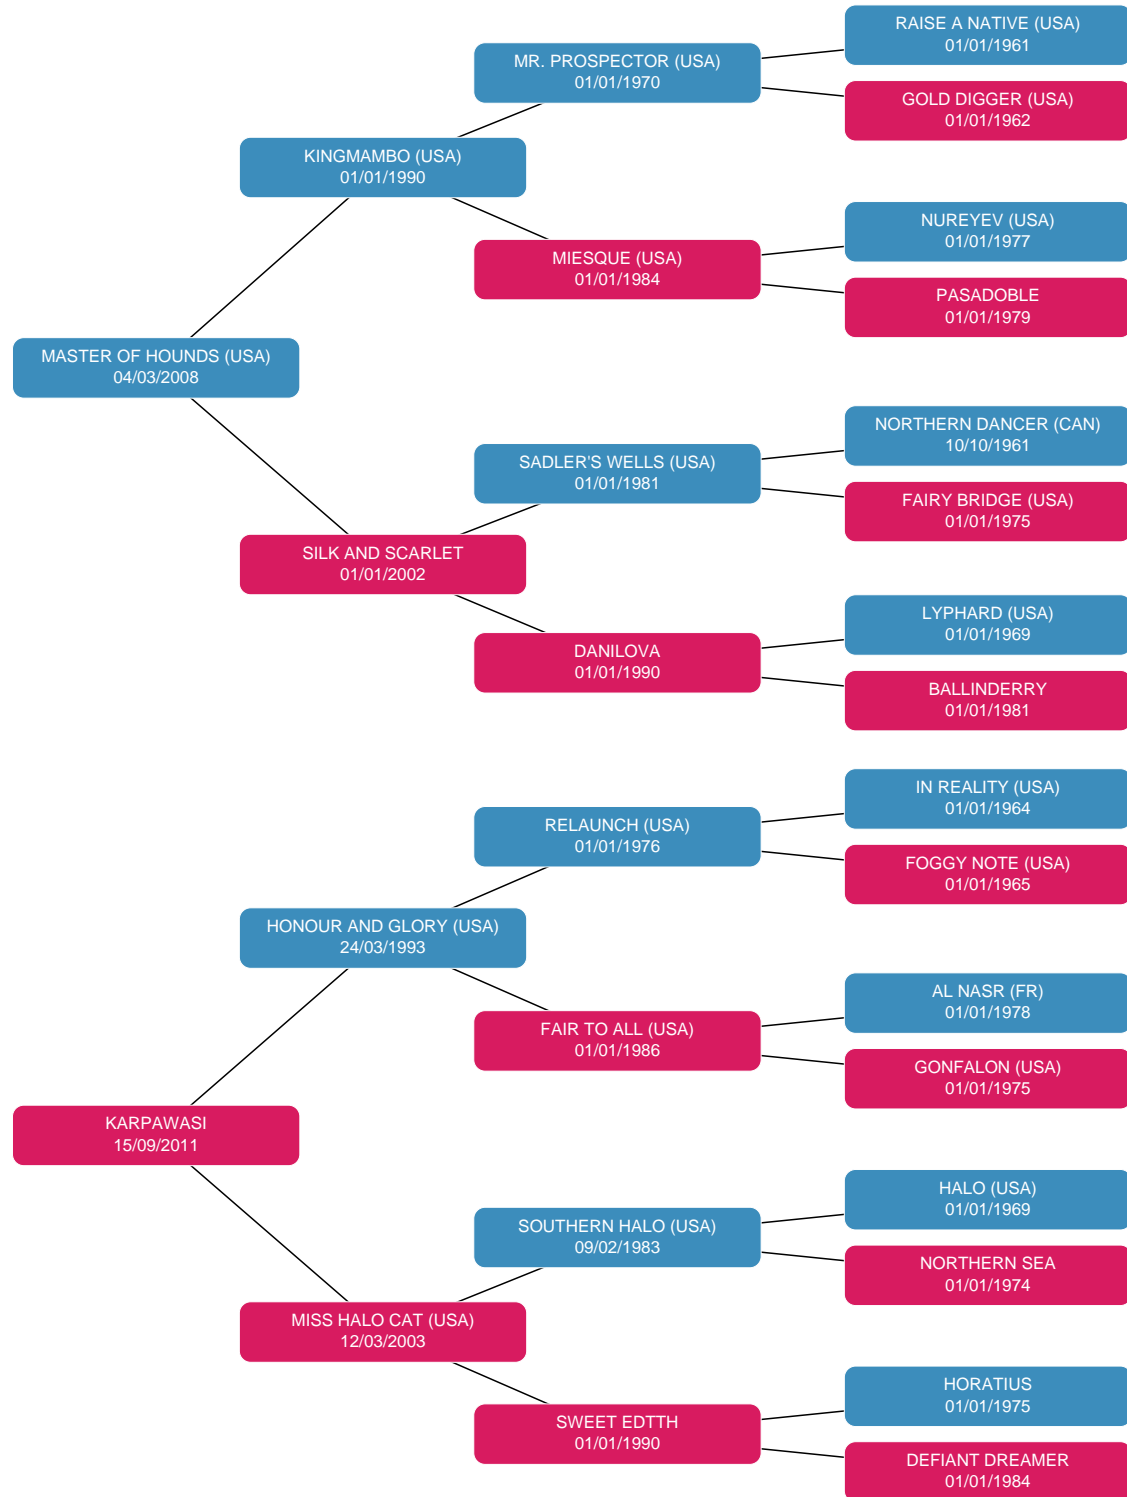 RAISE A NATIVE (USA)
01/01/1961
MR. PROSPECTOR (USA)
01/01/1970
GOLD DIGGER (USA)
01/01/1962
KINGMAMBO (USA)
01/01/1990
NUREYEV (USA)
01/01/1977
MIESQUE (USA)
01/01/1984
PASADOBLE
01/01/1979
MASTER OF HOUNDS (USA)
04/03/2008
NORTHERN DANCER (CAN)
10/10/1961
SADLER'S WELLS (USA)
01/01/1981
FAIRY BRIDGE (USA)
01/01/1975
SILK AND SCARLET
01/01/2002
LYPHARD (USA)
01/01/1969
DANILOVA
01/01/1990
BALLINDERRY
01/01/1981
IN REALITY (USA)
01/01/1964
RELAUNCH (USA)
01/01/1976
FOGGY NOTE (USA)
01/01/1965
HONOUR AND GLORY (USA)
24/03/1993
AL NASR (FR)
01/01/1978
FAIR TO ALL (USA)
01/01/1986
GONFALON (USA)
01/01/1975
KARPAWASI
15/09/2011
HALO (USA)
01/01/1969
SOUTHERN HALO (USA)
09/02/1983
NORTHERN SEA
01/01/1974
MISS HALO CAT (USA)
12/03/2003
HORATIUS
01/01/1975
SWEET EDTTH
01/01/1990
DEFIANT DREAMER
01/01/1984